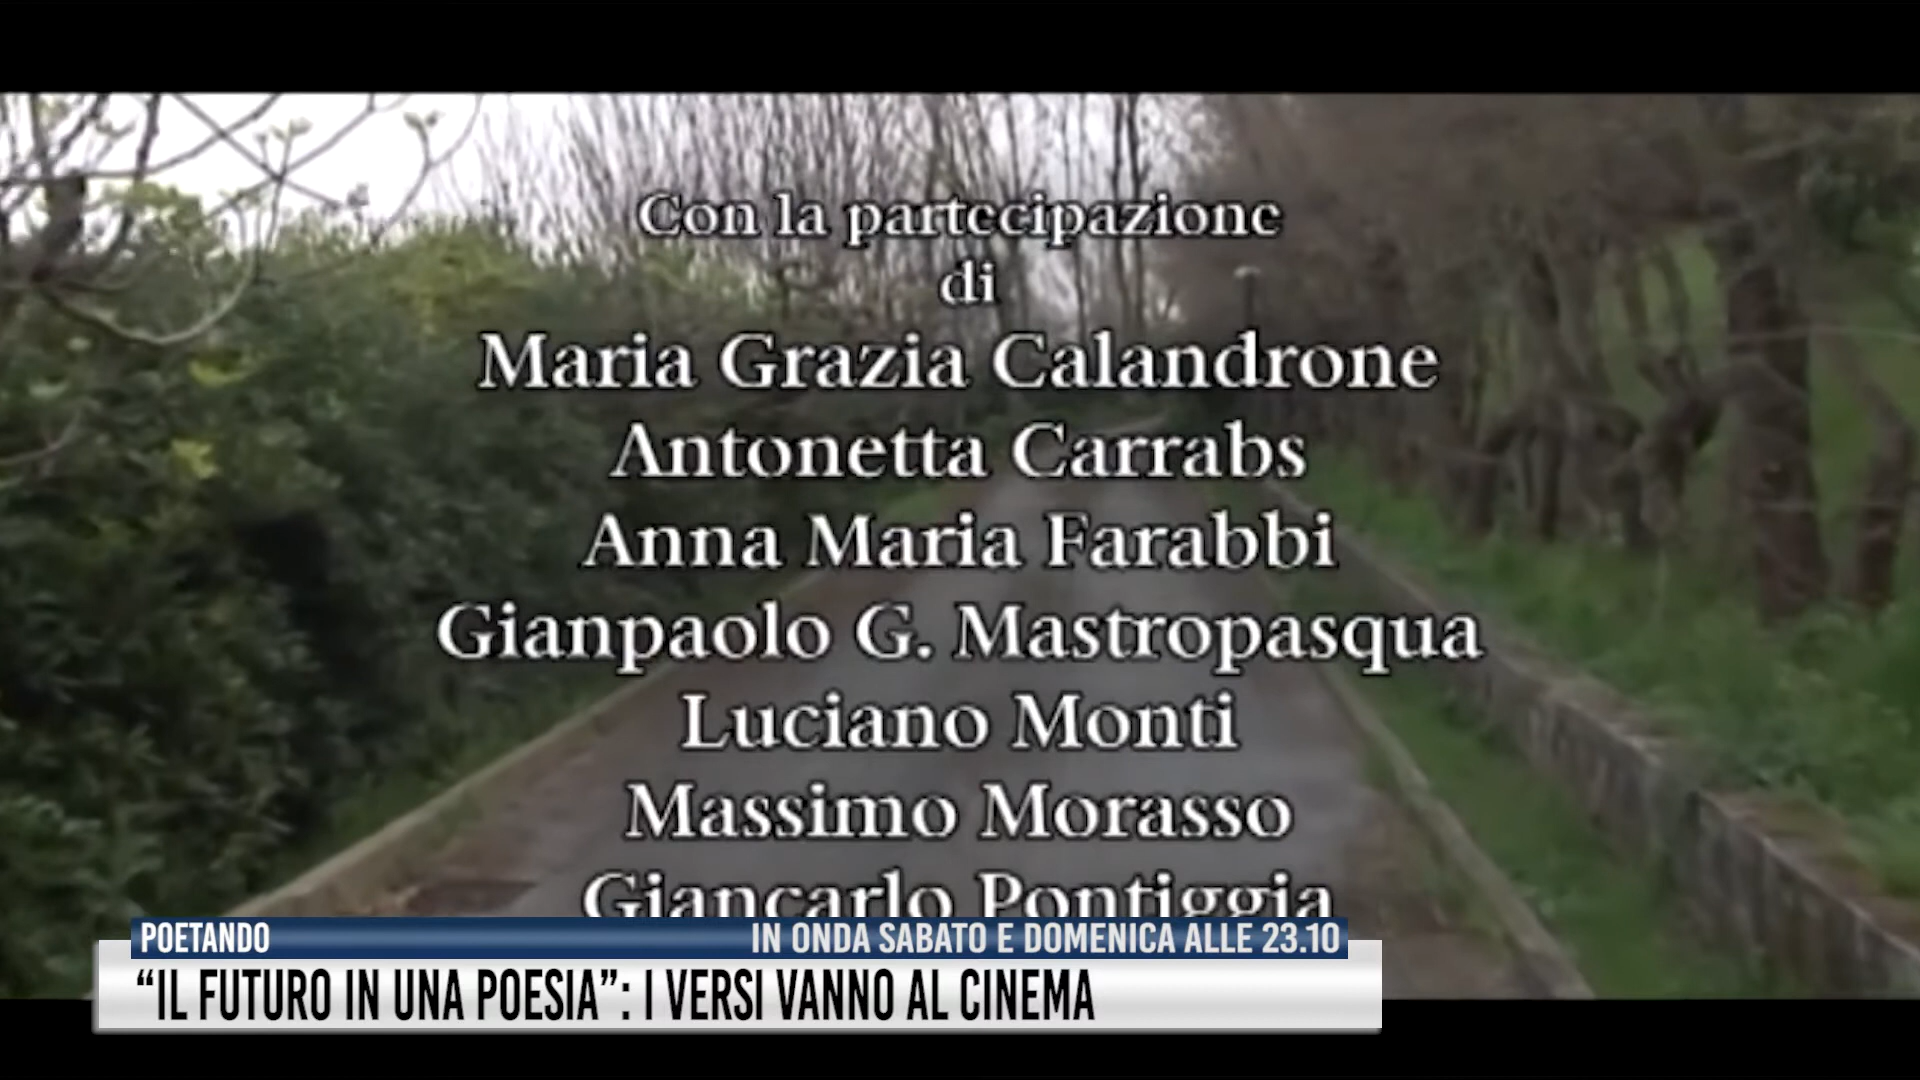 Con la partecipazione
di
Maria Grazia Calandrone
Antonetta Carrabs
Anna Maria Farabbi
Gianpaolo G. Mastropasqua
Luciano Monti
Massimo Morasso
Giancarlo Pontiggia
POETANDO IN ONDA SABATO E DOMENICA ALLE 23.10
“IL FUTURO IN UNA POESIA”: I VERSI VANNO AL CINEMA